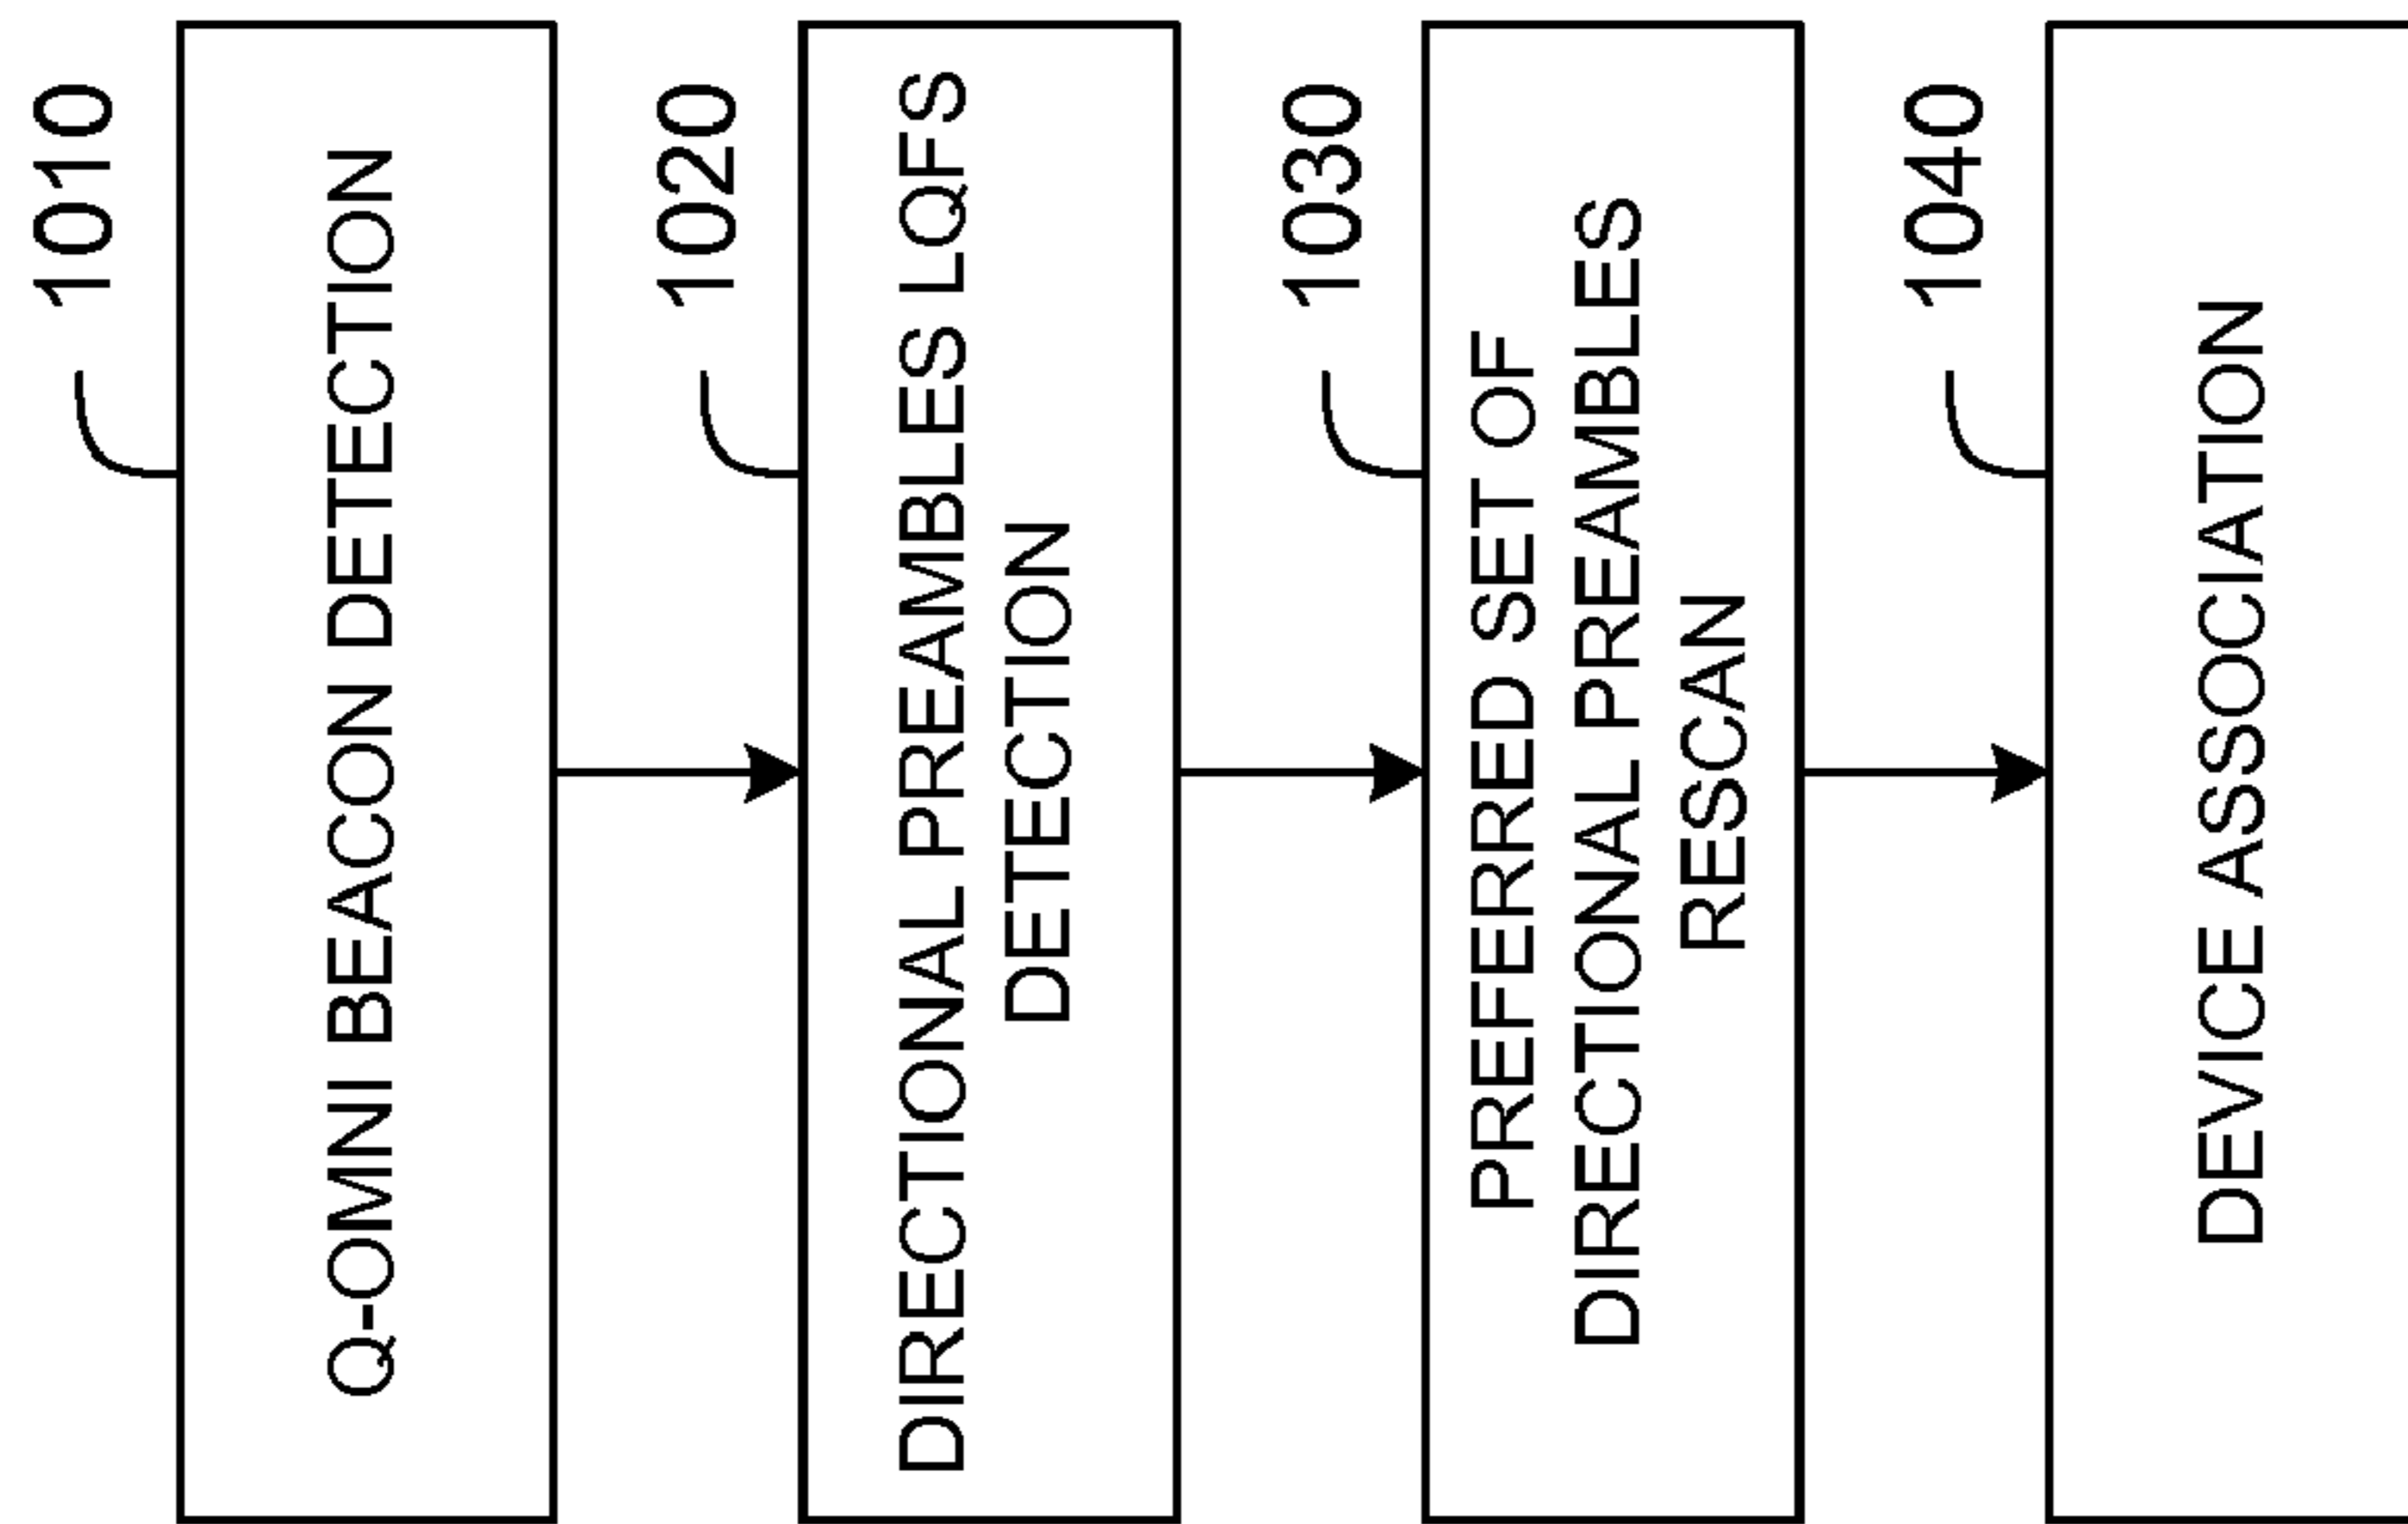 1010
Q-OMNI BEACON DETECTION
1020
DIRECTIONAL PREAMBLES LQFS
DETECTION
1030
PREFERRED SET OF
DIRECTIONAL PREAMBLES
RESCAN
1040
DEVICE ASSOCIATION